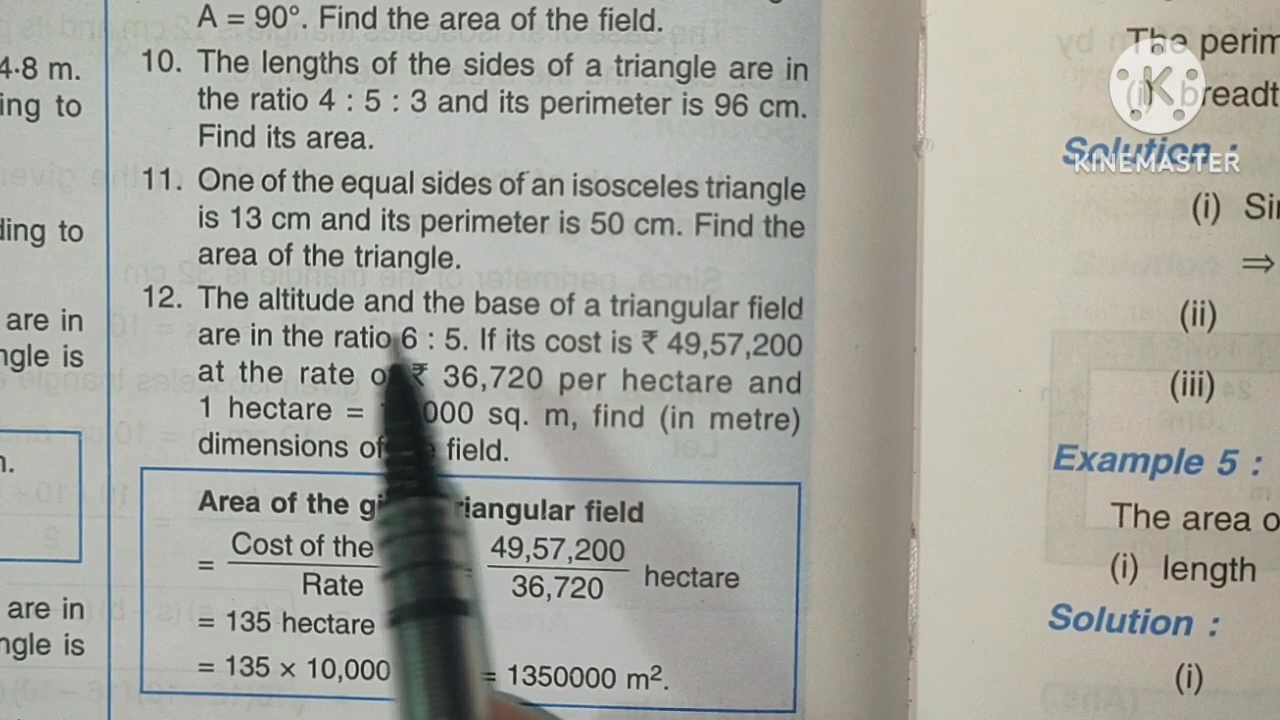 A = 90°. Find the area of the field.
10. The lengths of the sides of a triangle are in
the ratio 4 : 5 : 3 and its perimeter is 96 cm.
Find its area.
11. One of the equal sides of an isosceles triangle
is 13 cm and its perimeter is 50 cm. Find the
area of the triangle.
12. The altitude and the base of a triangular field
are in the ratio 6 : 5. If its cost is ₹ 49,57,200
at the rate ₹ 36,720 per hectare and
1 hectare = 000 sq. m, find (in metre)
dimensions of field.
Area of the riangular field
= Cost of the / Rate = 49,57,200 / 36,720 hectare
= 135 hectare
= 135 × 10,000 = 1350000 m².
4·8 m.
ing to
ding to
are in
ngle is
n.
are in
ngle is
The perim
(i) breadt
Solution :
KINEMASTER
(i) Sin
⇒
(ii)
(iii)
Example 5 :
The area o
(i) length
Solution :
(i)